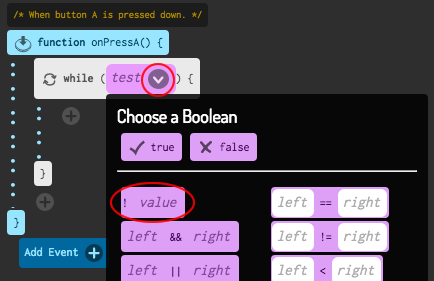 /* When button A is pressed down. */
function onPressA() {
while ( test ) {
Choose a Boolean
true false
! value left == right
left && right left != right
}
left || right left < right
}
Add Event +